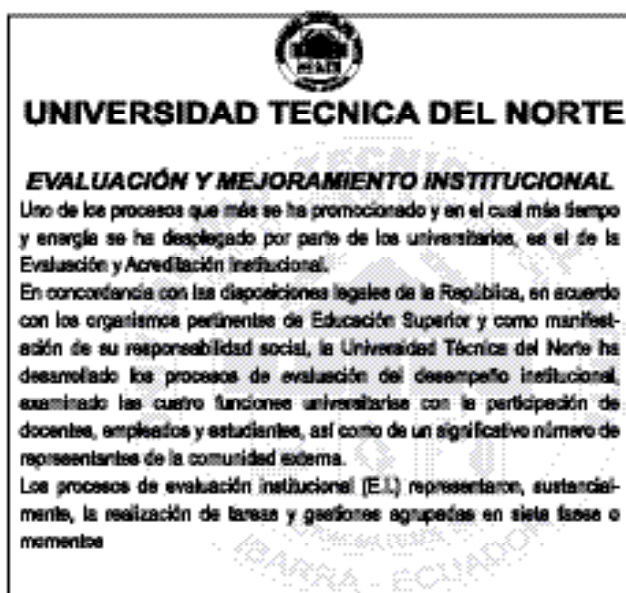 UNIVERSIDAD TECNICA DEL NORTE
EVALUACIÓN Y MEJORAMIENTO INSTITUCIONAL
Uno de los procesos que más se ha promocionado y en el cual más tiempo
y energía se ha desplegado por parte de los universitarios, es el de la
Evaluación y Acreditación Institucional.
En concordancia con las disposiciones legales de la República, en acuerdo
con los organismos pertinentes de Educación Superior y como manifest-
ación de su responsabilidad social, la Universidad Técnica del Norte ha
desarrollado los procesos de evaluación del desempeño institucional,
examinado las cuatro funciones universitarias con la participación de
docentes, empleados y estudiantes, así como de un significativo número de
representantes de la comunidad externa.
Los procesos de evaluación institucional (E.I.) representaron, sustancial-
mente, la realización de tareas y gestiones agrupadas en siete fases o
momentos
IBARRA - ECUADOR